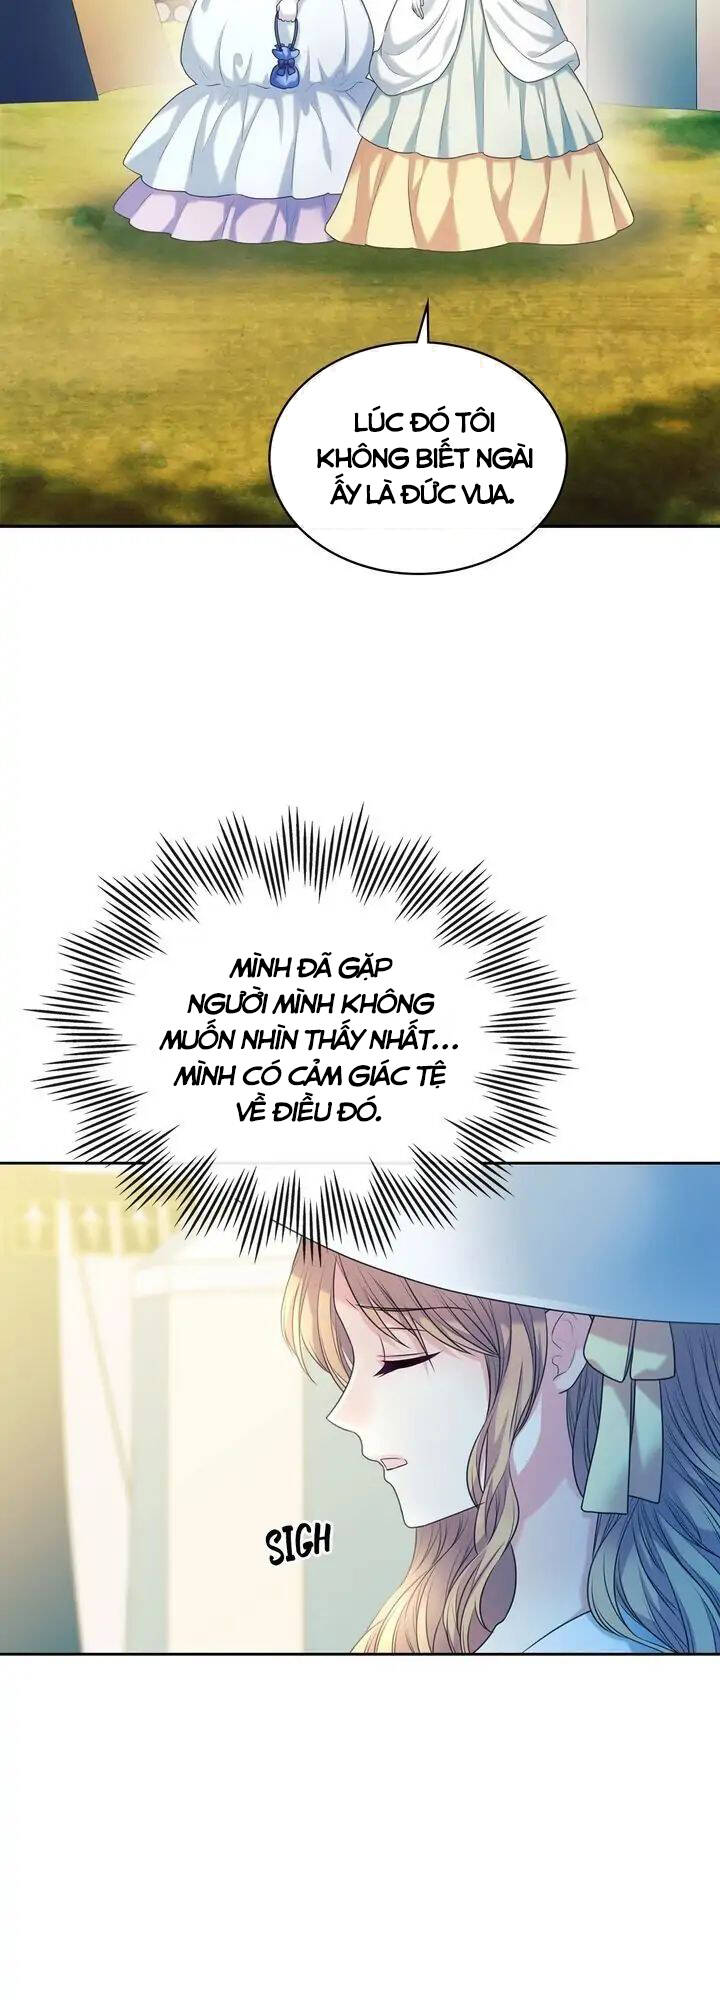 LÚC ĐÓ TÔI
KHÔNG BIẾT NGÀI
ẤY LÀ ĐỨC VUA.
MÌNH ĐÃ GẶP
NGƯỜI MÌNH KHÔNG
MUỐN NHÌN THẤY NHẤT...
MÌNH CÓ CẢM GIÁC TỆ
VỀ ĐIỀU ĐÓ.
SIGH